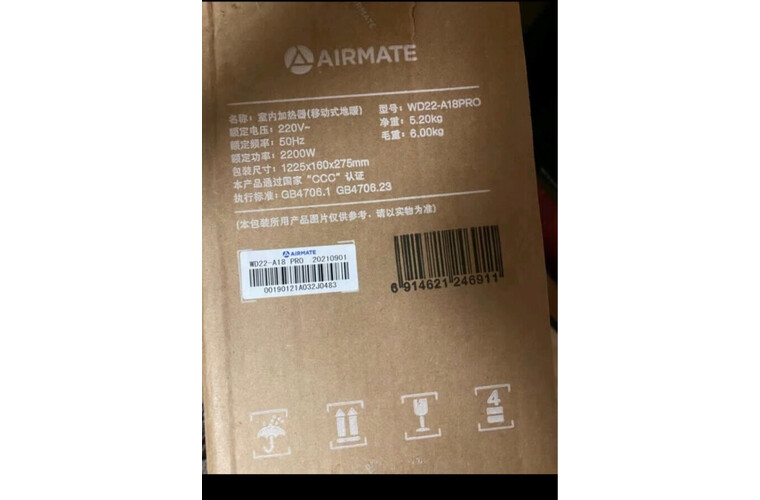 AIRMATE
AIRMATE
名称：室内加热器(移动式地暖) 型号：WD22-A18PRO
额定电压：220V~ 净重：5.20kg
额定频率：50Hz 毛重：6.00kg
额定功率：2200W
包装尺寸：1225x160x275mm
本产品通过国家“CCC”认证
执行标准：GB4706.1 GB4706.23
(本包装所用产品图片仅供参考，请以实物为准)
AIRMATE
WD22-A18 PRO 20210901
00190121A032J0483
6 914621 246911
4